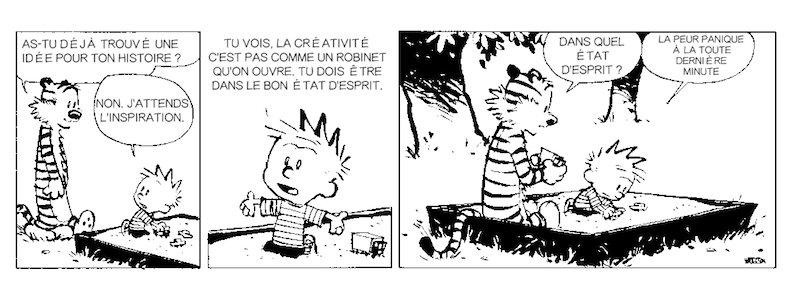 AS-TU DÉJÀ TROUVÉ UNE
IDÉE POUR TON HISTOIRE ?
NON. J'ATTENDS
L'INSPIRATION.
TU VOIS, LA CRÉATIVITÉ
C'EST PAS COMME UN ROBINET
QU'ON OUVRE. TU DOIS ÊTRE
DANS LE BON ÉTAT D'ESPRIT.
DANS QUEL
ÉTAT
D'ESPRIT ?
LA PEUR PANIQUE
À LA TOUTE
DERNIÈRE
MINUTE